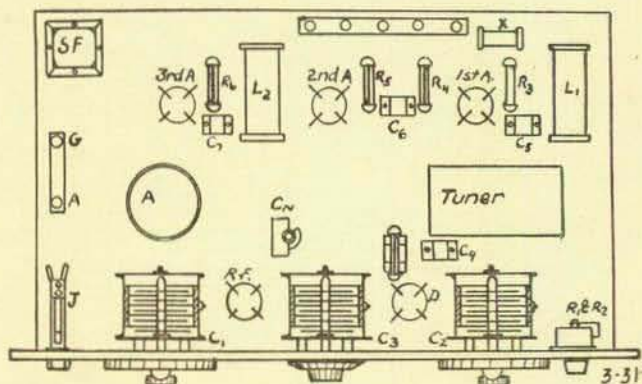 SF
X
3rd A
R6
L2
2nd A
R5
R4
1st A.
R3
L1
C7
C6
C5
G
A
A
Tuner
CN
C4
R.F.
D
J
C1
C3
C2
R1 & R2
3-31